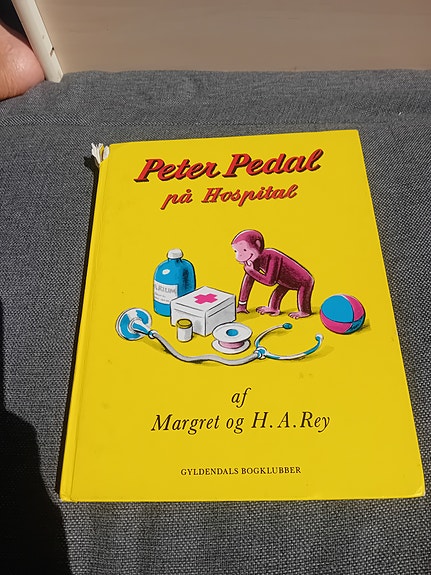 Peter Pedal
på Hospital
af
Margret og H. A. Rey
GYLDENDALS BOGKLUBBER